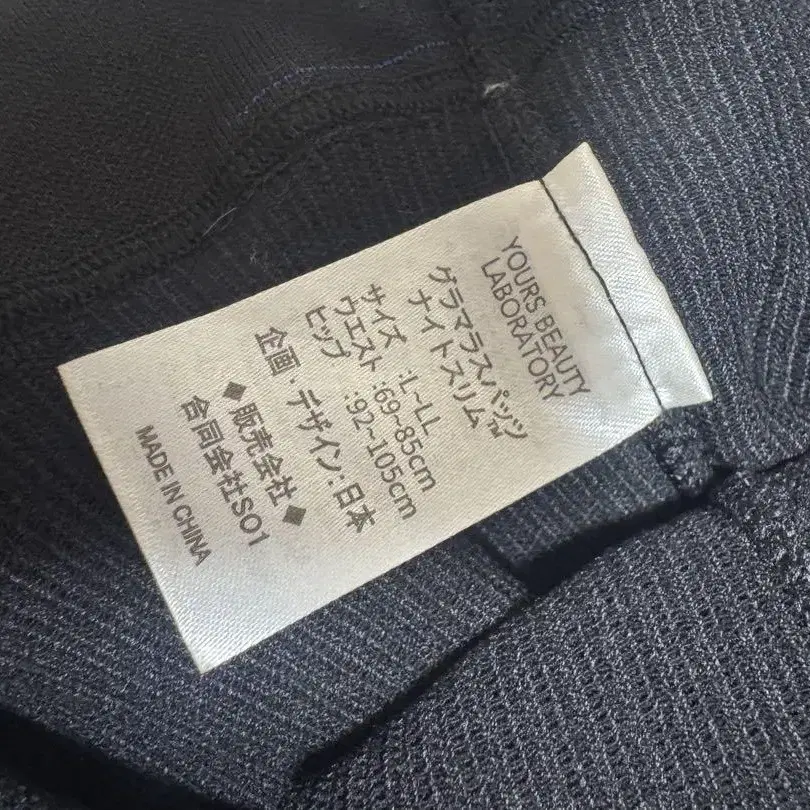 YOURS BEAUTY
LABORATORY
グラマラスパッツ
ナイトスリム™
サイズ :L~LL
ウエスト :69~85cm
ヒップ :92~105cm
企画・デザイン:日本
◆販売会社◆
合同会社SO1
MADE IN CHINA